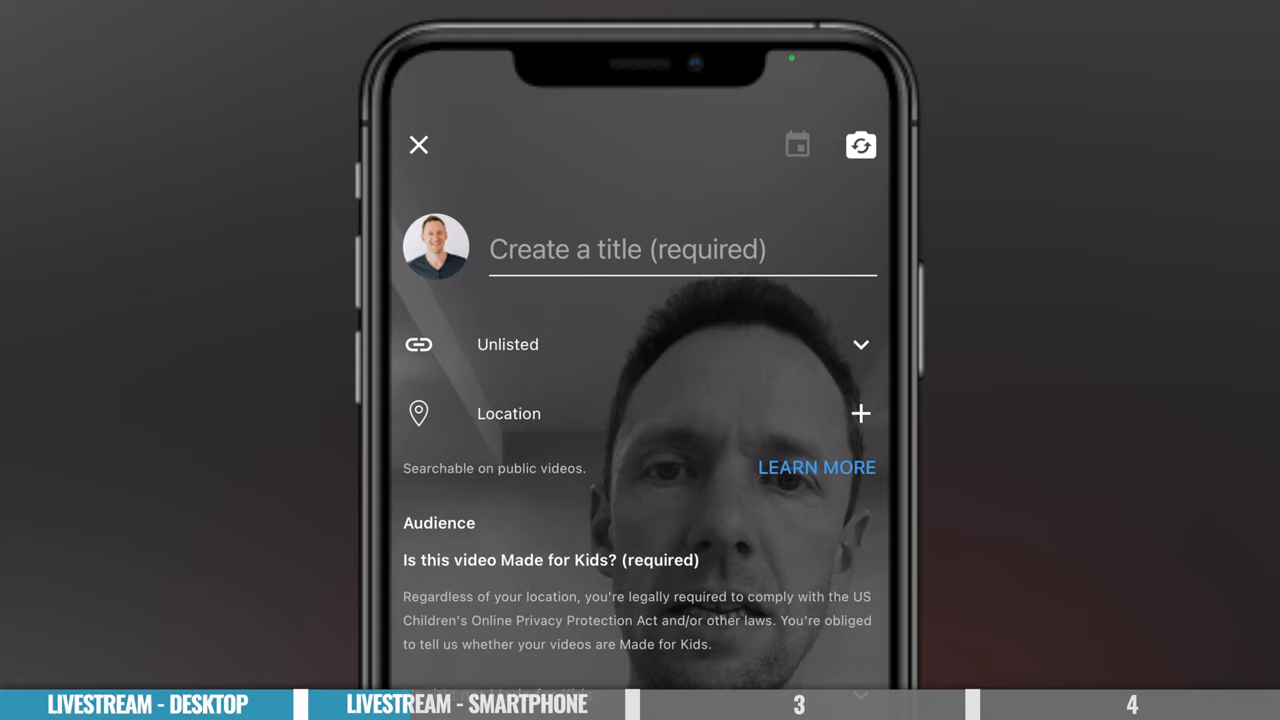 Create a title (required)
Unlisted
Location
Searchable on public videos.
LEARN MORE
Audience
Is this video Made for Kids? (required)
Regardless of your location, you're legally required to comply with the US
Children's Online Privacy Protection Act and/or other laws. You're obliged
to tell us whether your videos are Made for Kids.
LIVESTREAM - DESKTOP
LIVESTREAM - SMARTPHONE
3
4